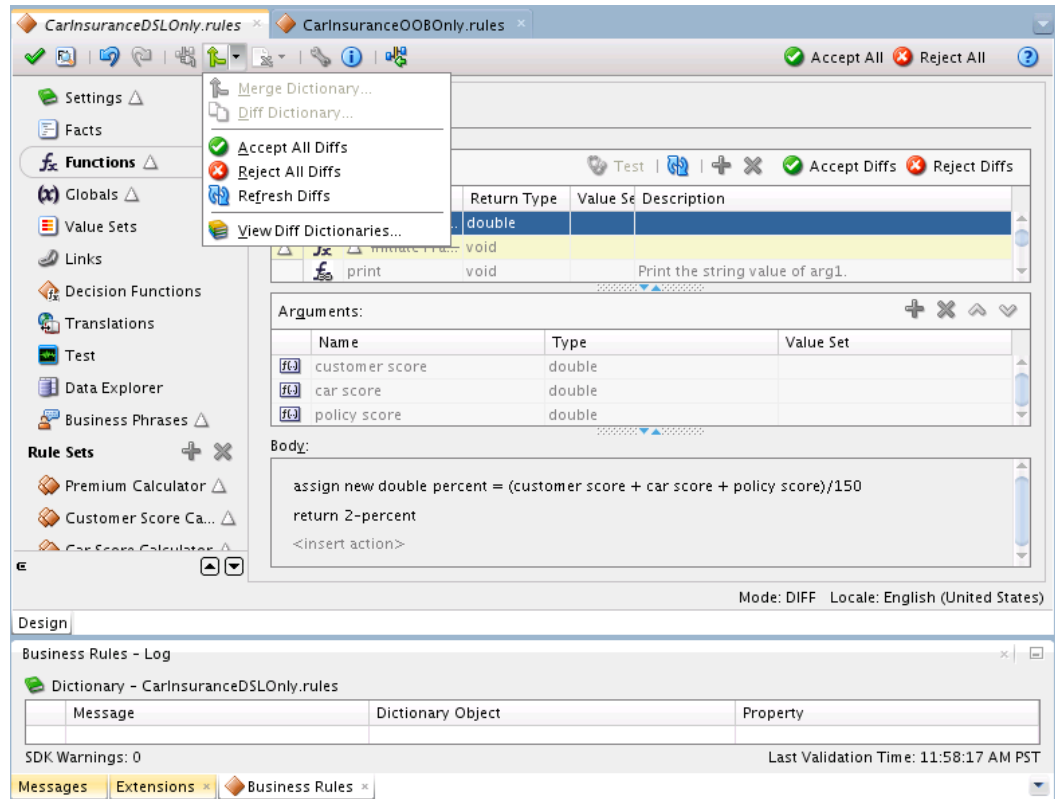 CarInsuranceDSLOnly.rules
CarInsuranceOOBOnly.rules
Accept All
Reject All
Merge Dictionary...
Diff Dictionary...
Accept All Diffs
Reject All Diffs
Refresh Diffs
View Diff Dictionaries...
Settings
Facts
Functions
Globals
Value Sets
Links
Decision Functions
Translations
Test
Data Explorer
Business Phrases
Rule Sets
Premium Calculator
Customer Score Ca...
Car Score Calculator
Test
Accept Diffs
Reject Diffs
Return Type Value Se Description
double
void
print void Print the string value of arg1.
Arguments:
Name Type Value Set
customer score double
car score double
policy score double
Body:
assign new double percent = (customer score + car score + policy score)/150
return 2-percent
<insert action>
Mode: DIFF Locale: English (United States)
Design
Business Rules - Log
Dictionary - CarInsuranceDSLOnly.rules
Message Dictionary Object Property
SDK Warnings: 0
Last Validation Time: 11:58:17 AM PST
Messages Extensions Business Rules